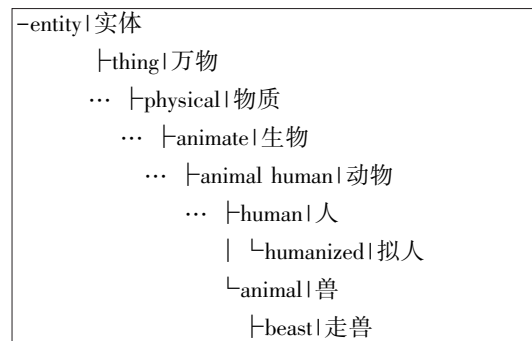 -entity|实体
├thing|万物
… ├physical|物质
… ├animate|生物
… ├animal human|动物
… ├human|人
│ └humanized|拟人
└animal|兽
├beast|走兽